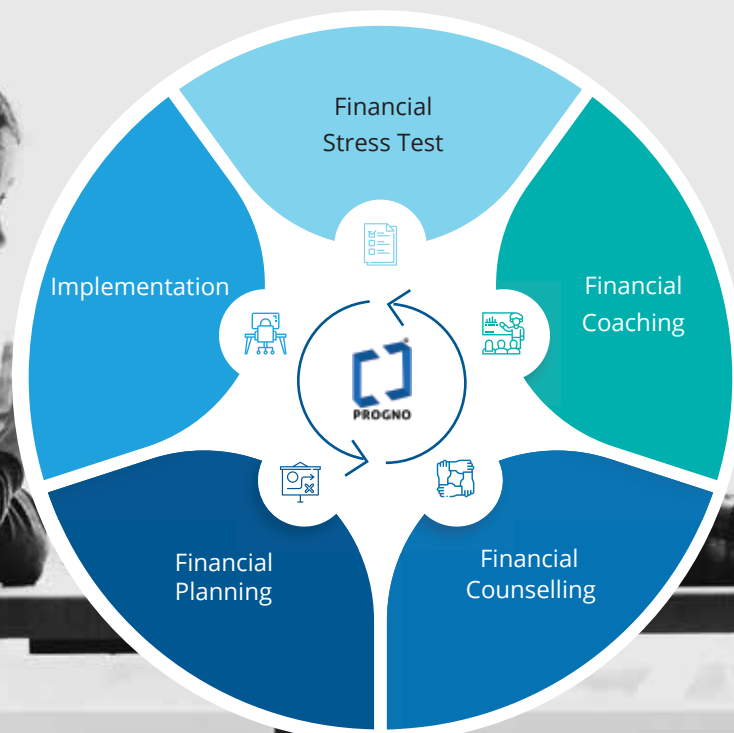 Financial
Stress Test
Financial
Coaching
Financial
Counselling
Financial
Planning
Implementation
PROGNO